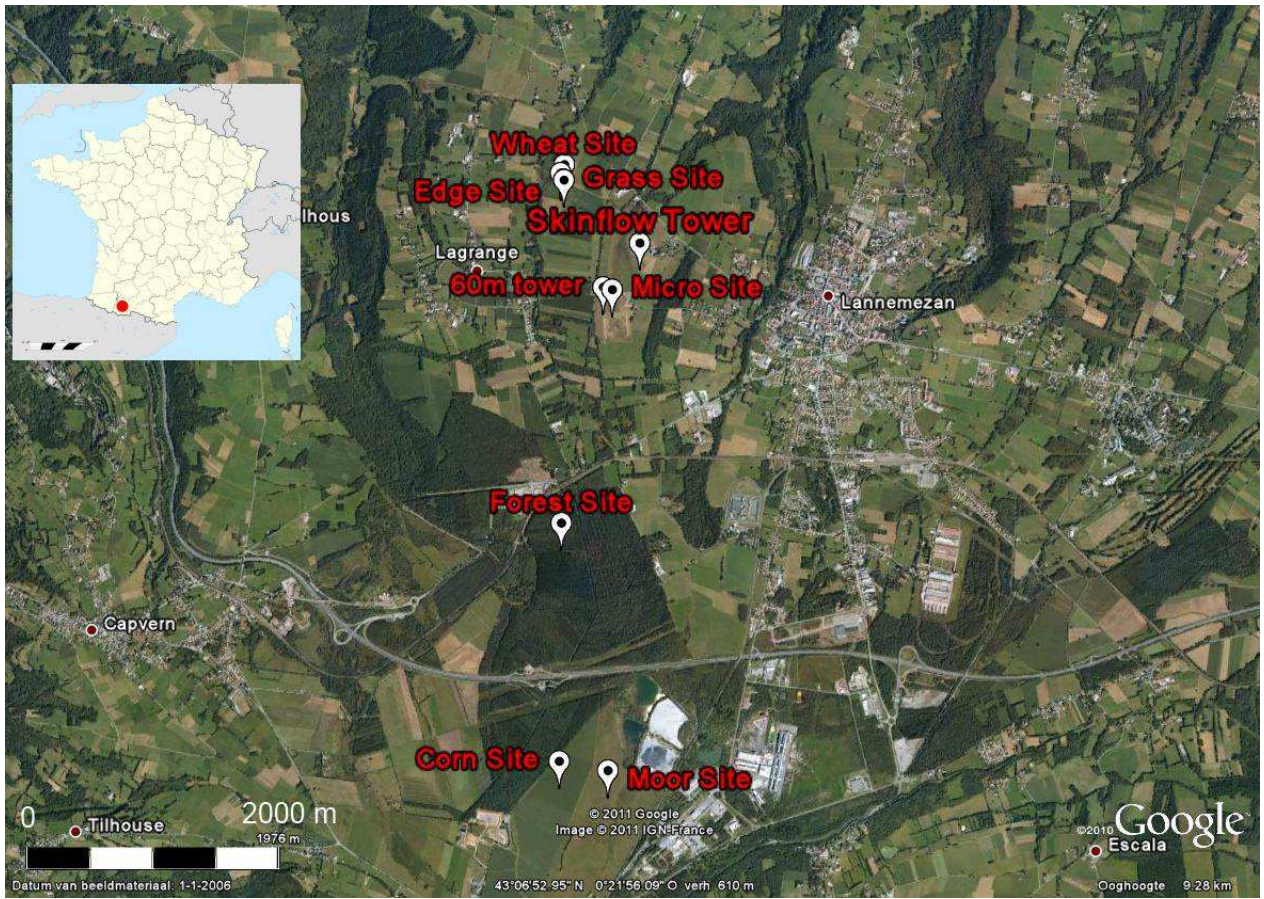 Wheat Site
Grass Site
Edge Site
lhous
Skinflow Tower
Lagrange
60m tower
Micro Site
Lannemezan
Forest Site
Capvern
Corn Site
Moor Site
0 2000 m
Tilhouse
1976 m
© 2011 Google
Image © 2011 IGN-France
©2010 Google
Escala
Datum van beeldmateriaal: 1-1-2006
43°06'52.95" N 0°21'56.09" O verh 610 m
Ooghoogte 9.28 km